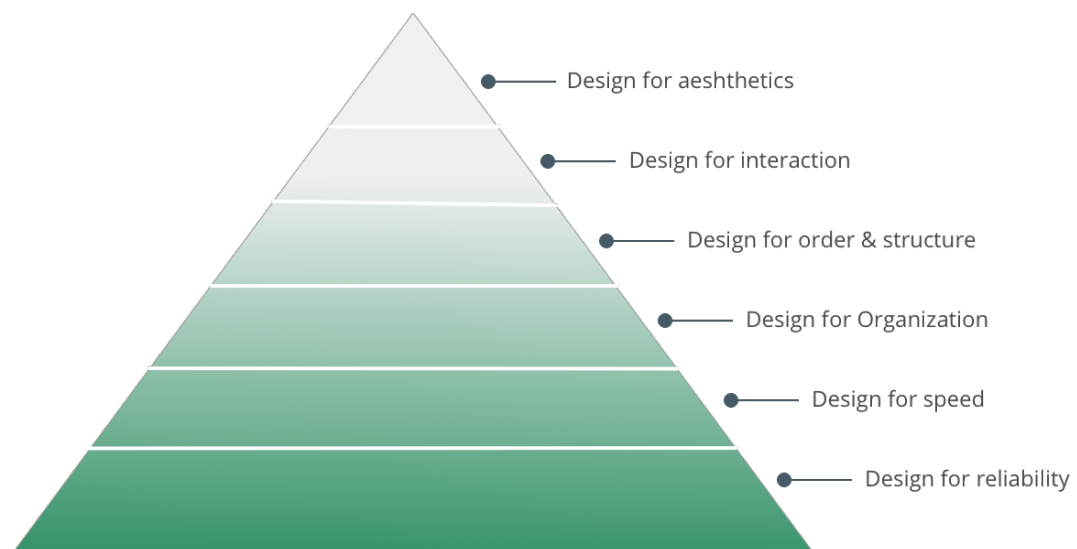 Design for aeshthetics
Design for interaction
Design for order & structure
Design for Organization
Design for speed
Design for reliability